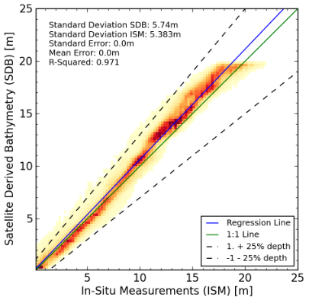 Standard Deviation SDB: 5.74m
Standard Deviation ISM: 5.383m
Standard Error: 0.0m
Mean Error: 0.0m
R-Squared: 0.971
Satellite Derived Bathymetry (SDB) [m]
25
20
15
10
5
5 10 15 20 25
In-Situ Measurements (ISM) [m]
Regression Line
1:1 Line
1. + 25% depth
-1 - 25% depth